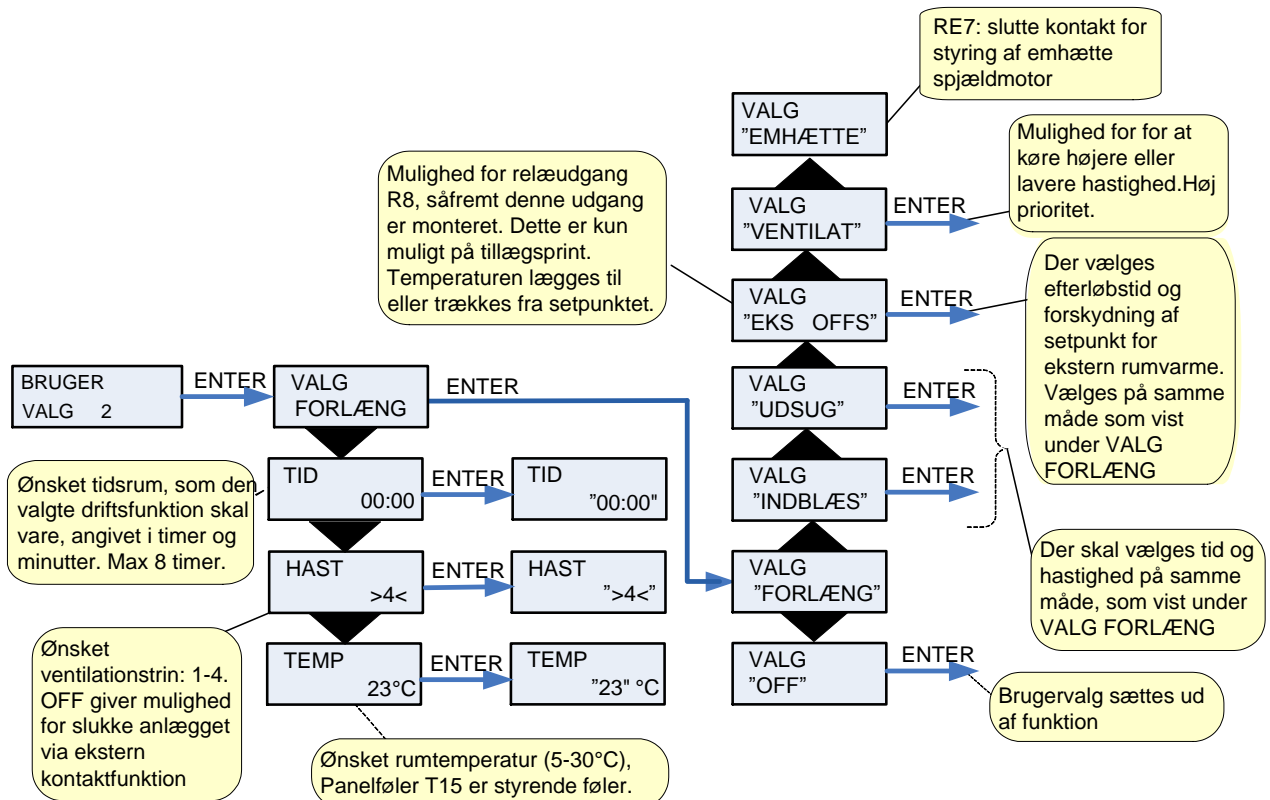 RE7: slutte kontakt for
styring af emhætte
spjældmotor
VALG
"EMHÆTTE"
Mulighed for for at
køre højere eller
lavere hastighed.Høj
prioritet.
Mulighed for relæudgang
R8, såfremt denne udgang
er monteret. Dette er kun
muligt på tillægsprint.
Temperaturen lægges til
eller trækkes fra setpunktet.
VALG
"VENTILAT"
ENTER
VALG
"EKS OFFS"
ENTER
Der vælges
efterløbstid og
forskydning af
setpunkt for
ekstern rumvarme.
Vælges på samme
måde som vist
under VALG
FORLÆNG
BRUGER
VALG 2
ENTER
VALG
FORLÆNG
ENTER
VALG
"UDSUG"
ENTER
Ønsket tidsrum, som den
valgte driftsfunktion skal
vare, angivet i timer og
minutter. Max 8 timer.
TID
00:00
ENTER
TID
"00:00"
VALG
"INDBLÆS"
ENTER
Der skal vælges tid og
hastighed på samme
måde, som vist under
VALG FORLÆNG
HAST
>4<
ENTER
HAST
">4<"
VALG
"FORLÆNG"
Ønsket
ventilationstrin: 1-4.
OFF giver mulighed
for slukke anlægget
via ekstern
kontaktfunktion
TEMP
23°C
ENTER
TEMP
"23" °C
VALG
"OFF"
ENTER
Brugervalg sættes ud
af funktion
Ønsket rumtemperatur (5-30°C),
Panelføler T15 er styrende føler.